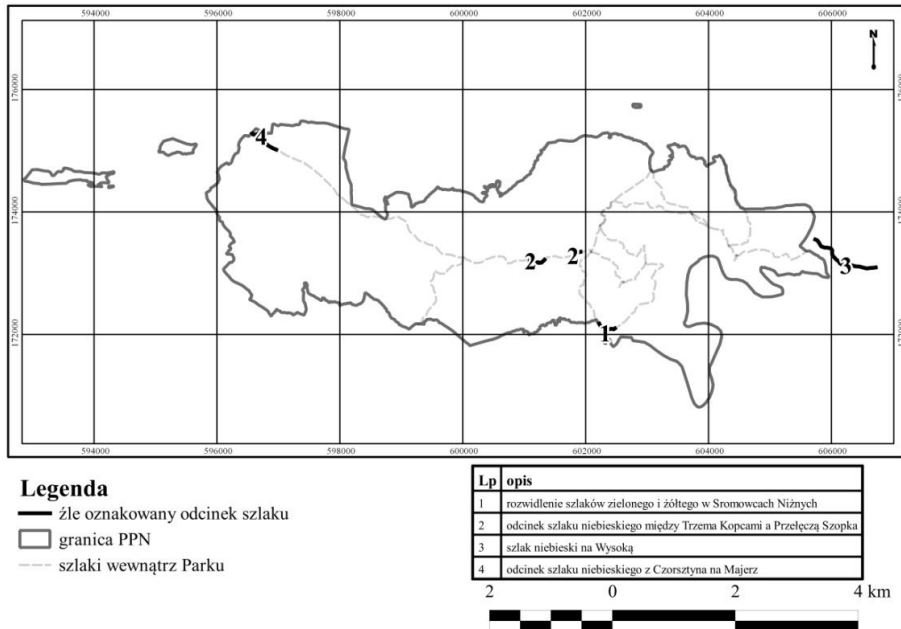 594000 596000 598000 600000 602000 604000 606000
N
176000 176000
4
174000 174000
2 2 3
172000 172000
1
594000 596000 598000 600000 602000 604000 606000
Legenda
źle oznakowany odcinek szlaku
granica PPN
szlaki wewnątrz Parku
Lp opis
1 rozwidlenie szlaków zielonego i żółtego w Sromowcach Niżnych
2 odcinek szlaku niebieskiego między Trzema Kopcami a Przełęczą Szopka
3 szlak niebieski na Wysoką
4 odcinek szlaku niebieskiego z Czorsztyna na Majerz
2 0 2 4 km